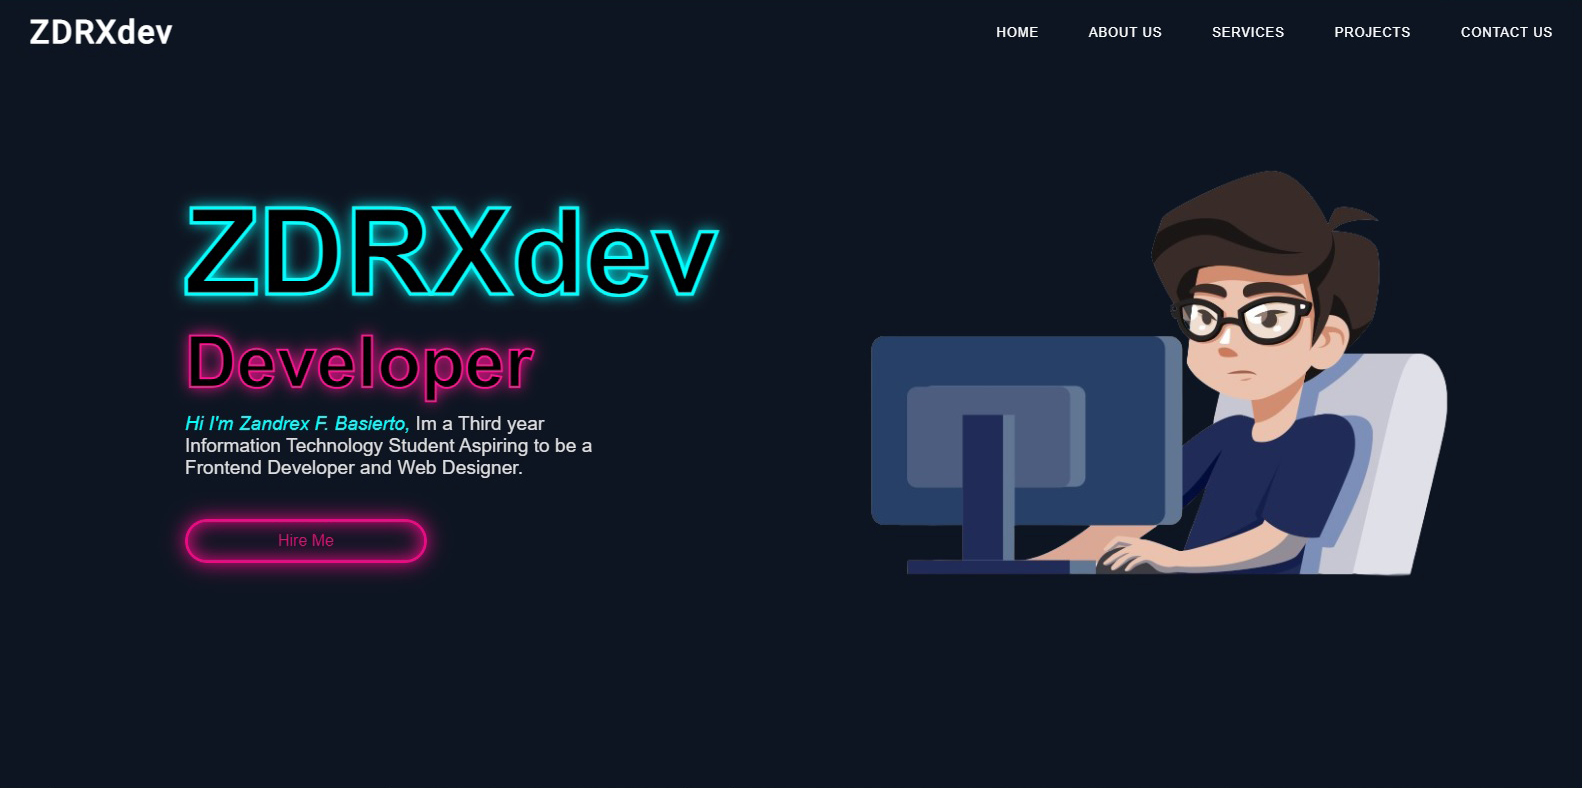 ZDRXdev
HOME
ABOUT US
SERVICES
PROJECTS
CONTACT US
ZDRXdev
Developer
Hi I'm Zandrex F. Basierto, Im a Third year
Information Technology Student Aspiring to be a
Frontend Developer and Web Designer.
Hire Me